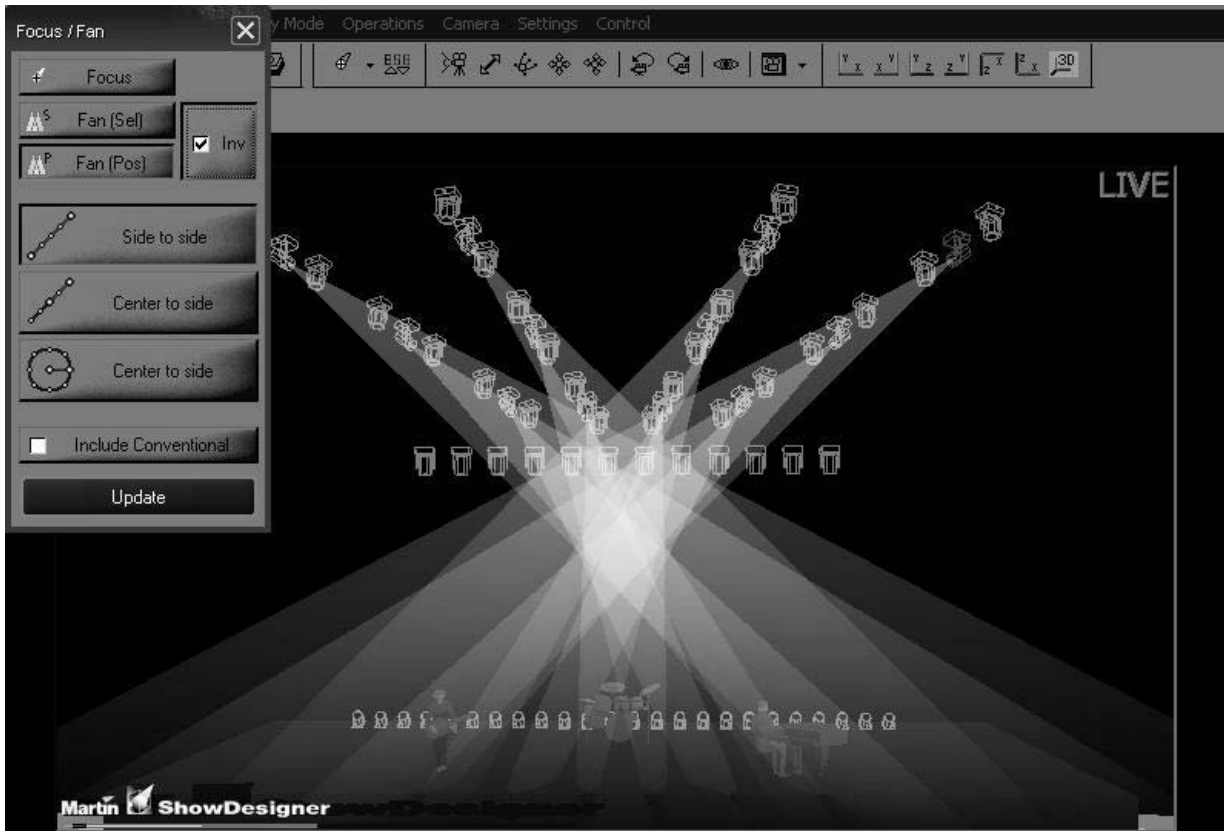 Focus / Fan
y Mode Operations Camera Settings Control
Focus
S Fan (Sel)
Inv
P Fan (Pos)
Y X X Y Y Z Z Y Z X Z X 3D
LIVE
Side to side
Center to side
Center to side
Include Conventional
Update
Martin ShowDesigner